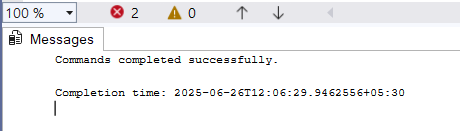 100 % 2 0
Messages
Commands completed successfully.
Completion time: 2025-06-26T12:06:29.9462556+05:30